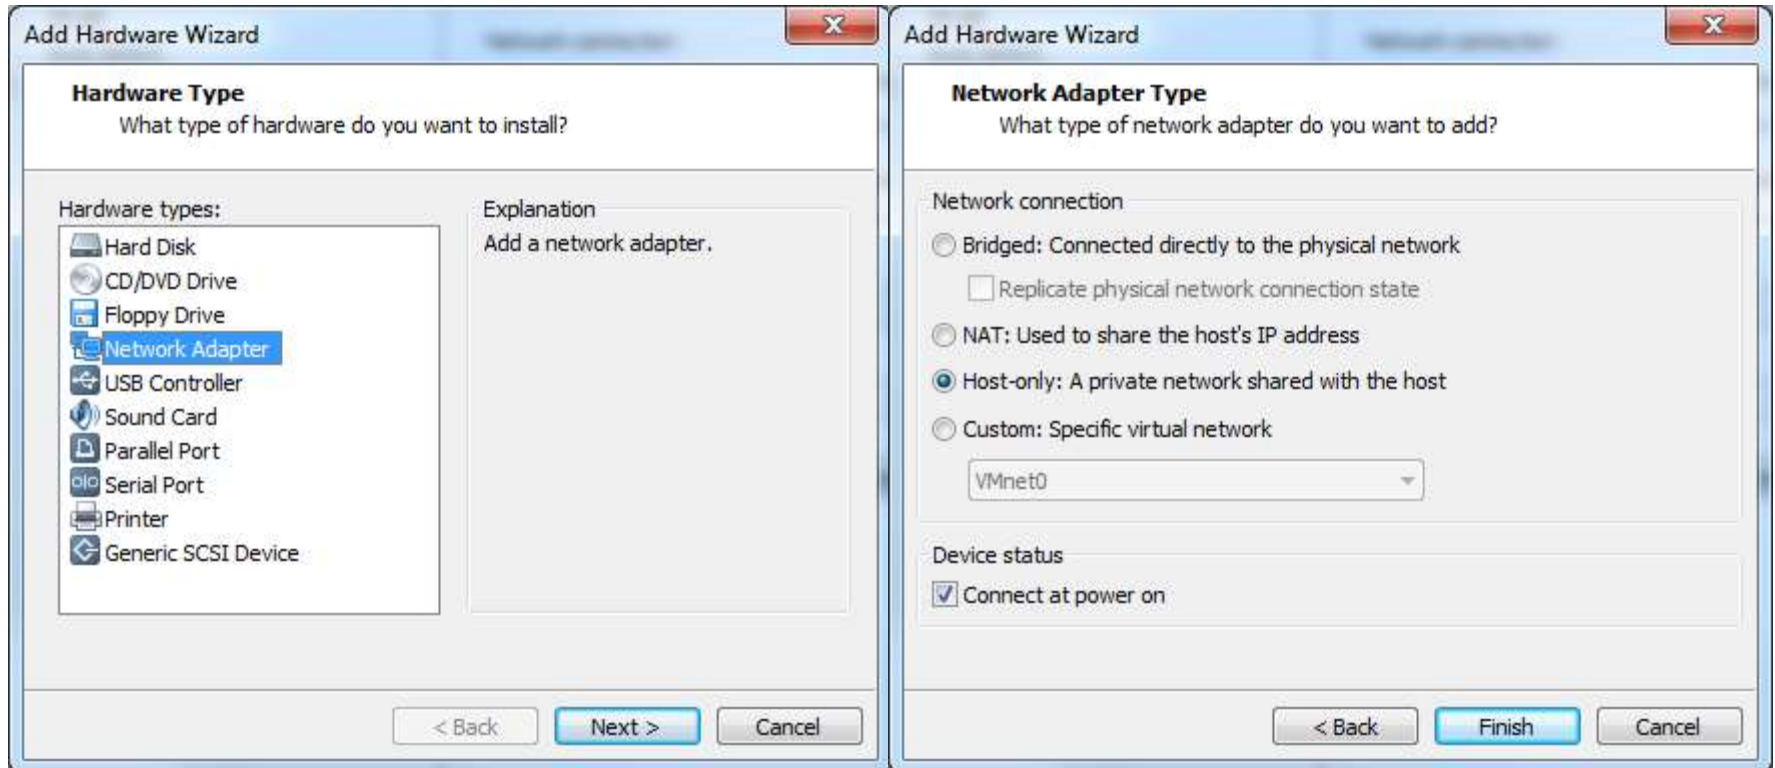 Add Hardware Wizard
Hardware Type
What type of hardware do you want to install?
Hardware types:
Hard Disk
CD/DVD Drive
Floppy Drive
Network Adapter
USB Controller
Sound Card
Parallel Port
Serial Port
Printer
Generic SCSI Device
Explanation
Add a network adapter.
< Back
Next >
Cancel
Add Hardware Wizard
Network Adapter Type
What type of network adapter do you want to add?
Network connection
Bridged: Connected directly to the physical network
Replicate physical network connection state
NAT: Used to share the host's IP address
Host-only: A private network shared with the host
Custom: Specific virtual network
VMnet0
Device status
Connect at power on
< Back
Finish
Cancel